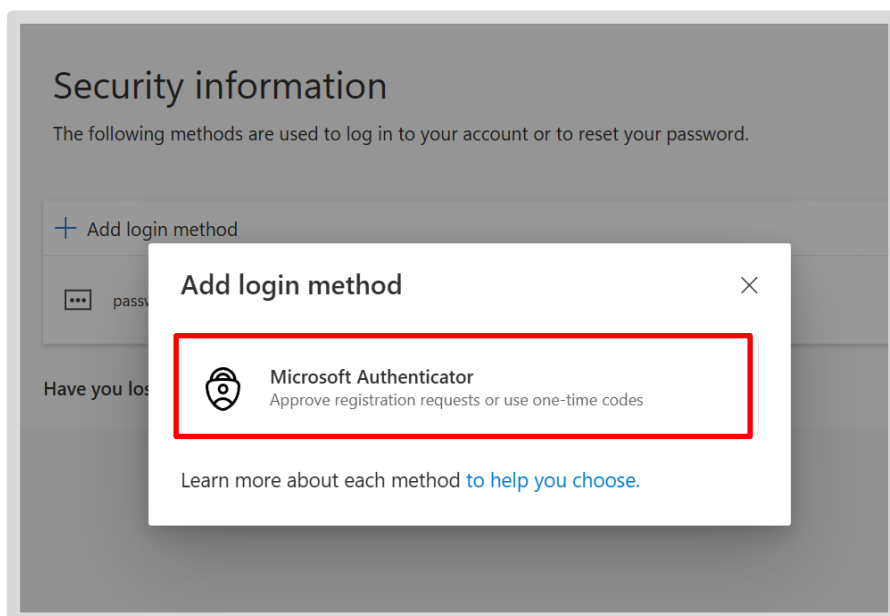 Security information
The following methods are used to log in to your account or to reset your password.
Add login method
Add login method
Microsoft Authenticator
Approve registration requests or use one-time codes
Have you
Learn more about each method to help you choose.